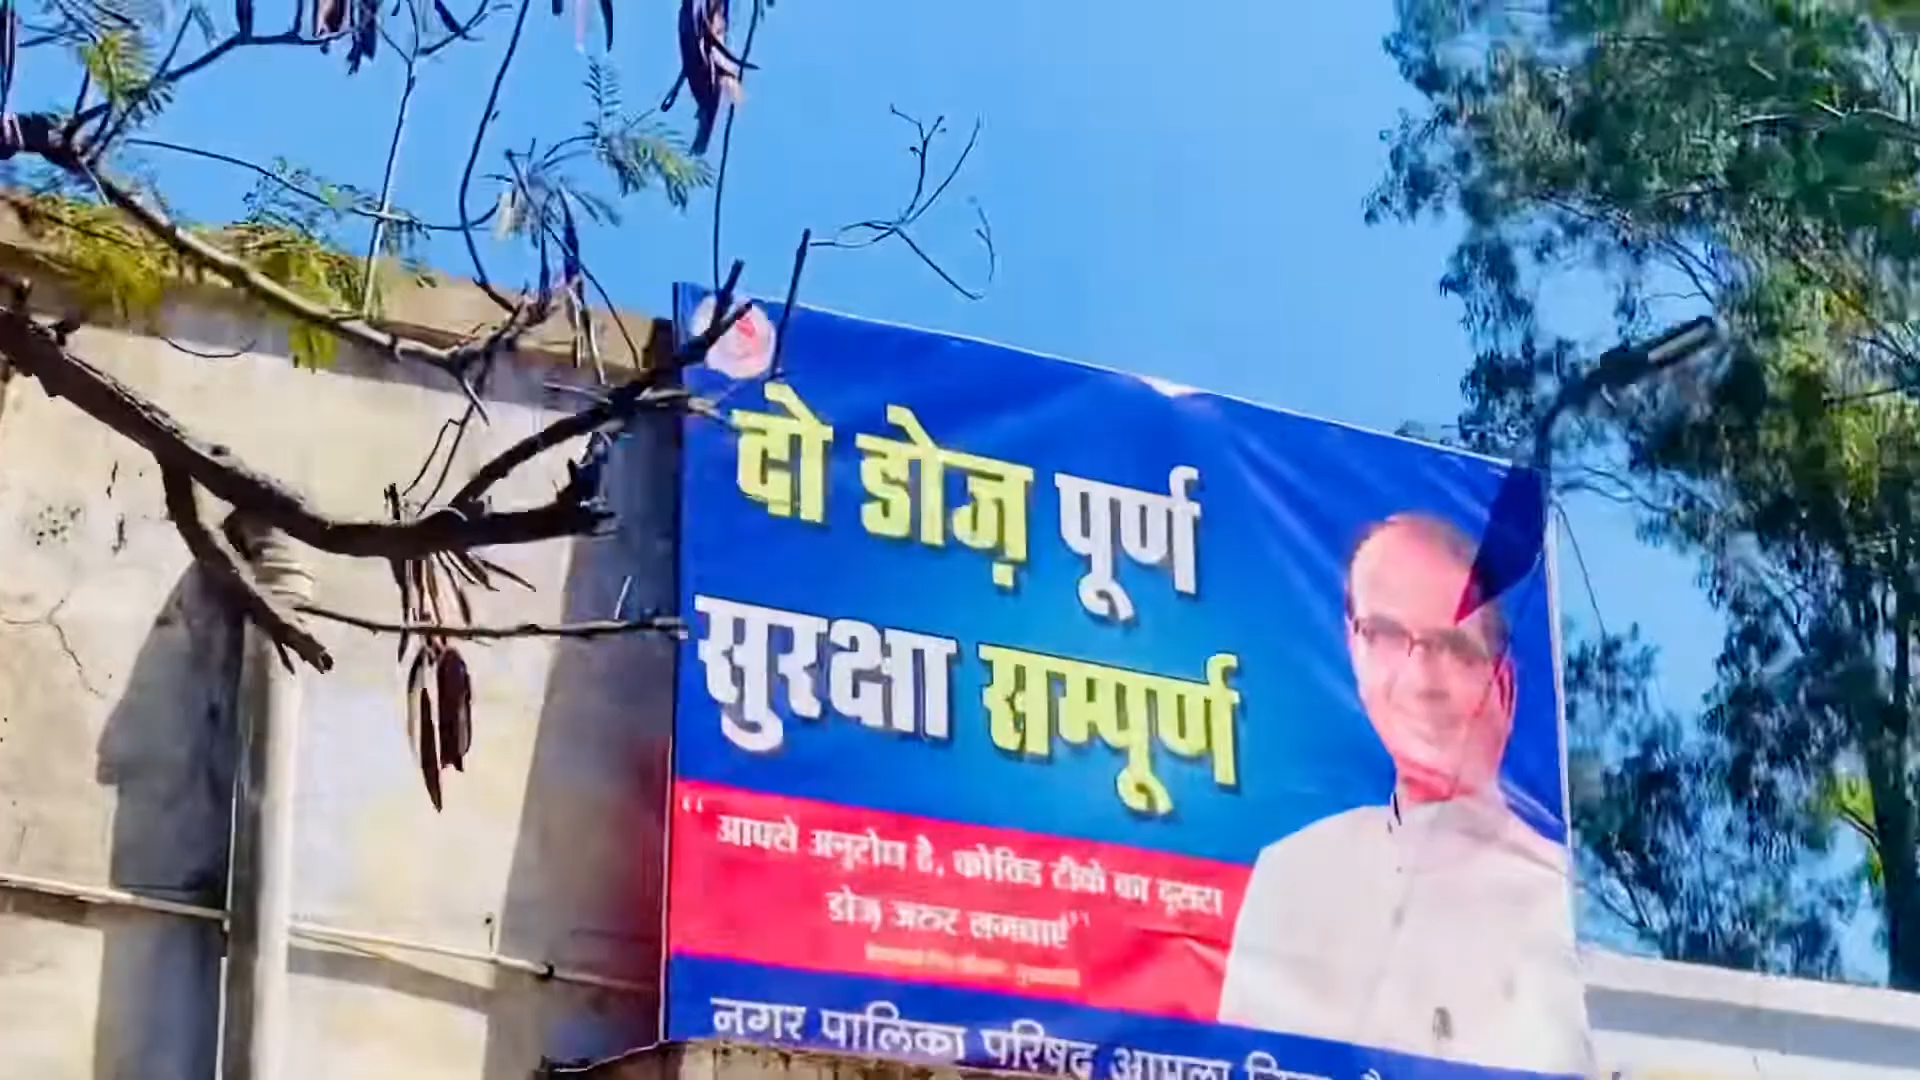 दो डोज़ पूर्ण
सुरक्षा सम्पूर्ण
“आपसे अनुरोध है, कोविड टीके का दूसरा
डोज़ जरुर लगवाएं”
नगर पालिका परिषद आमला